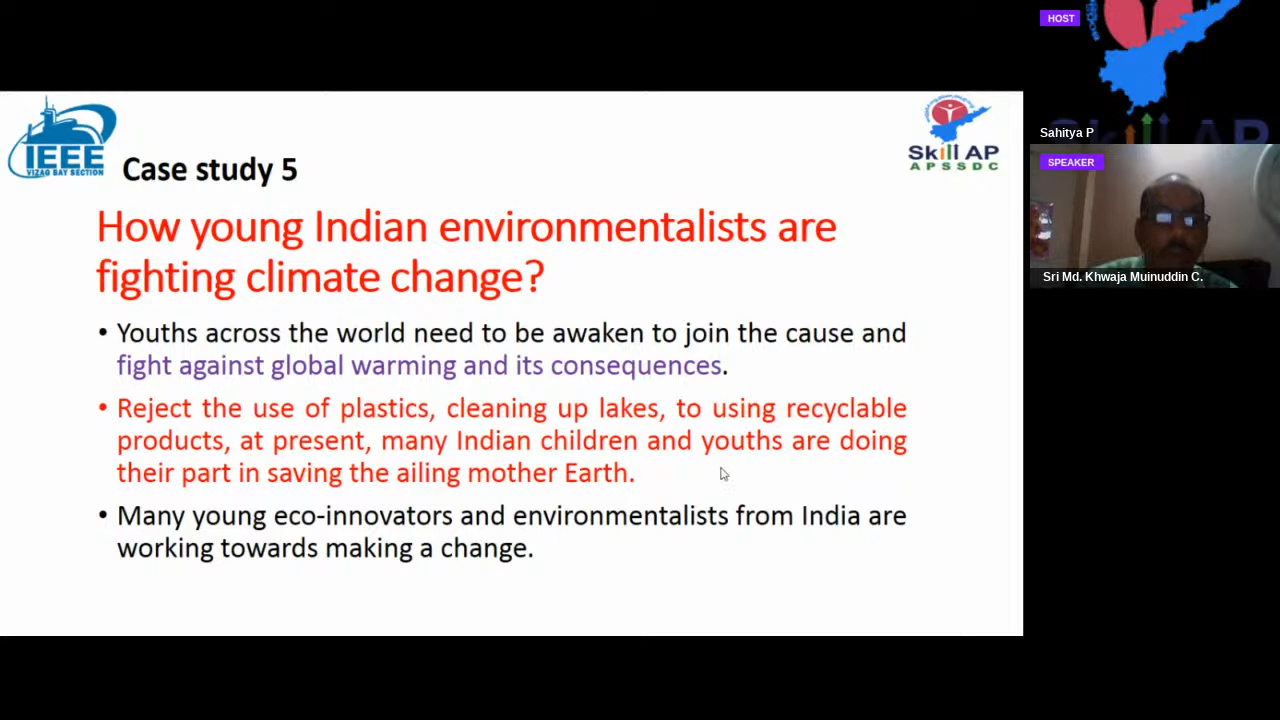 IEEE
VIZAG BAY SECTION
Case study 5
Skill AP
APSSDC
How young Indian environmentalists are
fighting climate change?
• Youths across the world need to be awaken to join the cause and
fight against global warming and its consequences.
• Reject the use of plastics, cleaning up lakes, to using recyclable
products, at present, many Indian children and youths are doing
their part in saving the ailing mother Earth.
• Many young eco-innovators and environmentalists from India are
working towards making a change.
HOST
Skill AP
Sahitya P
SPEAKER
Sri Md. Khwaja Muinuddin C.